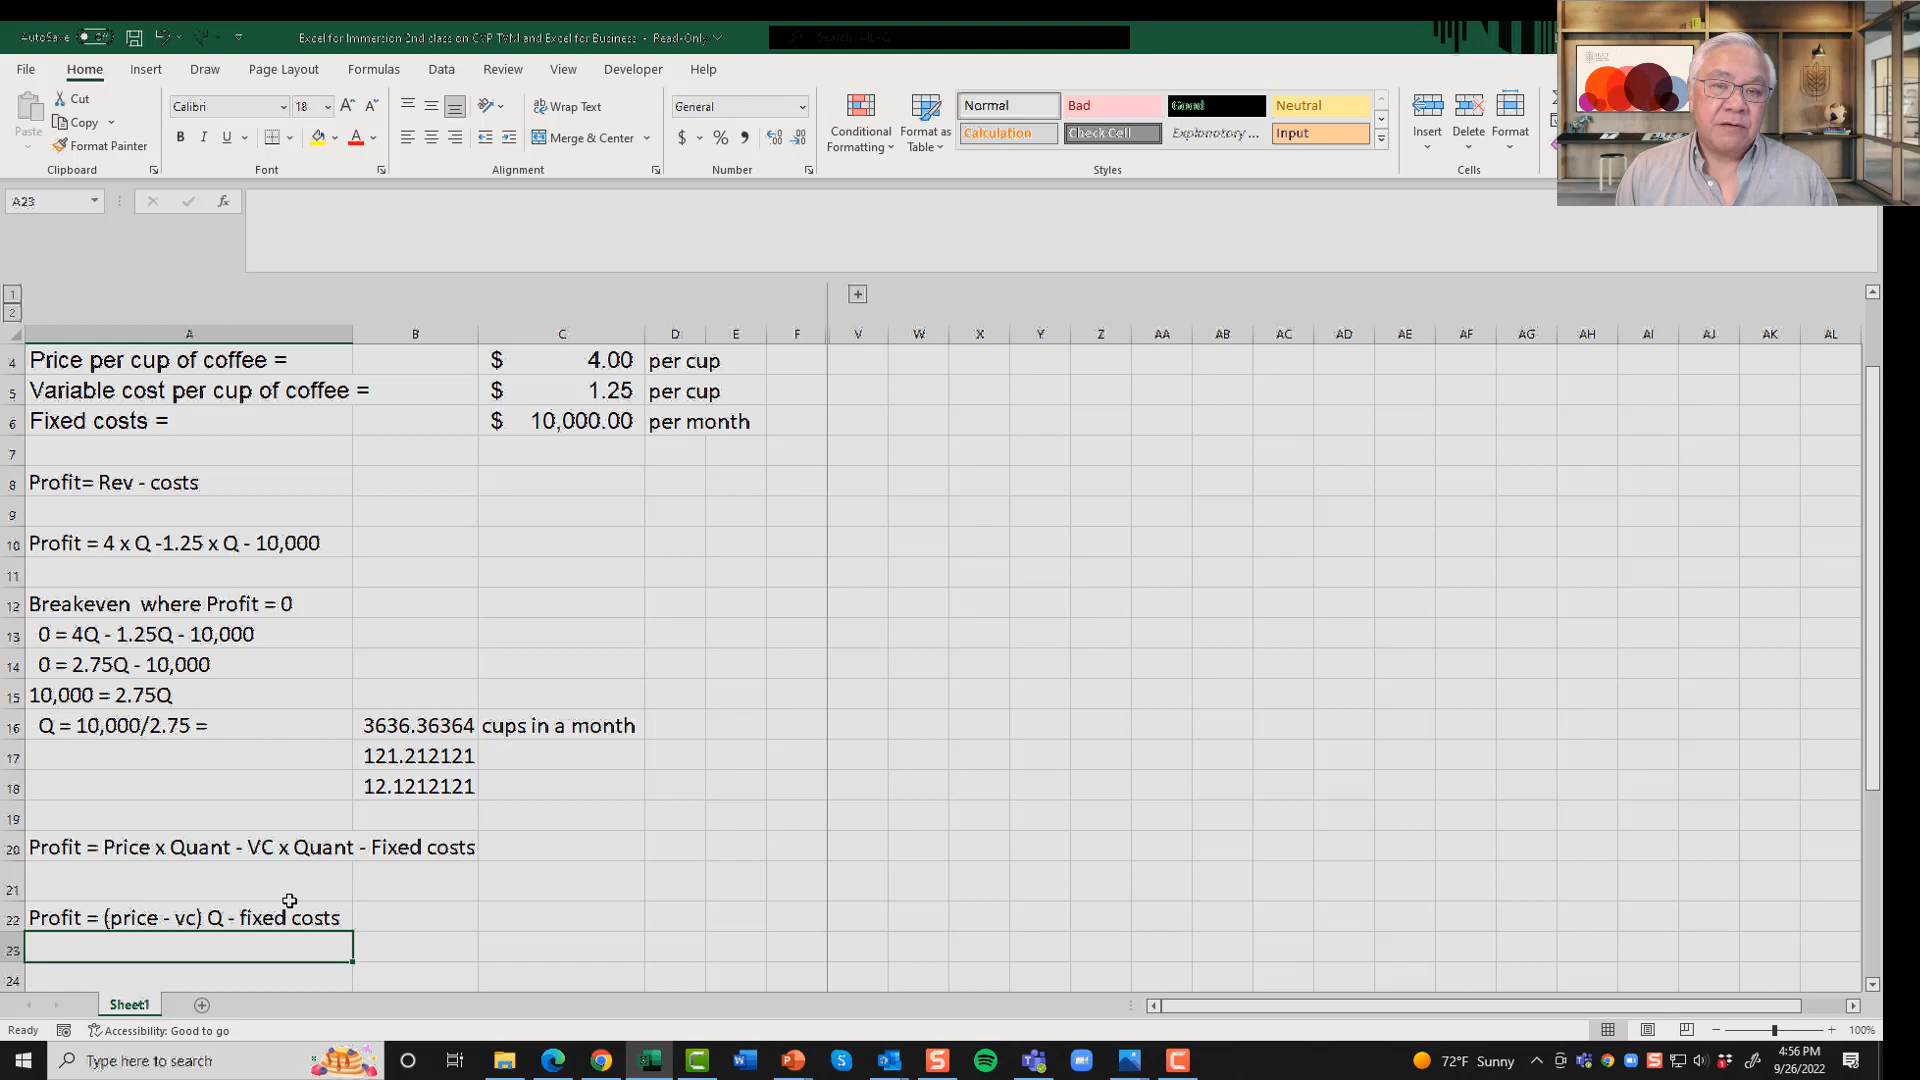 AutoSave Off Excel for Immersion 2nd class on CVP TVM and Excel for Business - Read-Only
File Home Insert Draw Page Layout Formulas Data Review View Developer Help
Cut
Copy
Paste
Format Painter
Clipboard
Calibri 18
B I U
Font
Wrap Text
Merge & Center
Alignment
General
$ % ,
Number
Conditional Formatting
Format as Table
Normal Bad Good Neutral
Calculation Check Cell Explanatory ... Input
Styles
Insert Delete Format
Cells
A23 fx
1
2
A B C D E F V W X Y Z AA AB AC AD AE AF AG AH AI AJ AK AL
4 Price per cup of coffee = $ 4.00 per cup
5 Variable cost per cup of coffee = $ 1.25 per cup
6 Fixed costs = $ 10,000.00 per month
7
8 Profit= Rev - costs
9
10 Profit = 4 x Q -1.25 x Q - 10,000
11
12 Breakeven where Profit = 0
13 0 = 4Q - 1.25Q - 10,000
14 0 = 2.75Q - 10,000
15 10,000 = 2.75Q
16 Q = 10,000/2.75 = 3636.36364 cups in a month
17 121.212121
18 12.1212121
19
20 Profit = Price x Quant - VC x Quant - Fixed costs
21
22 Profit = (price - vc) Q - fixed costs
23
24
Sheet1
Ready Accessibility: Good to go 100%
Type here to search 72°F Sunny 4:56 PM
9/26/2022